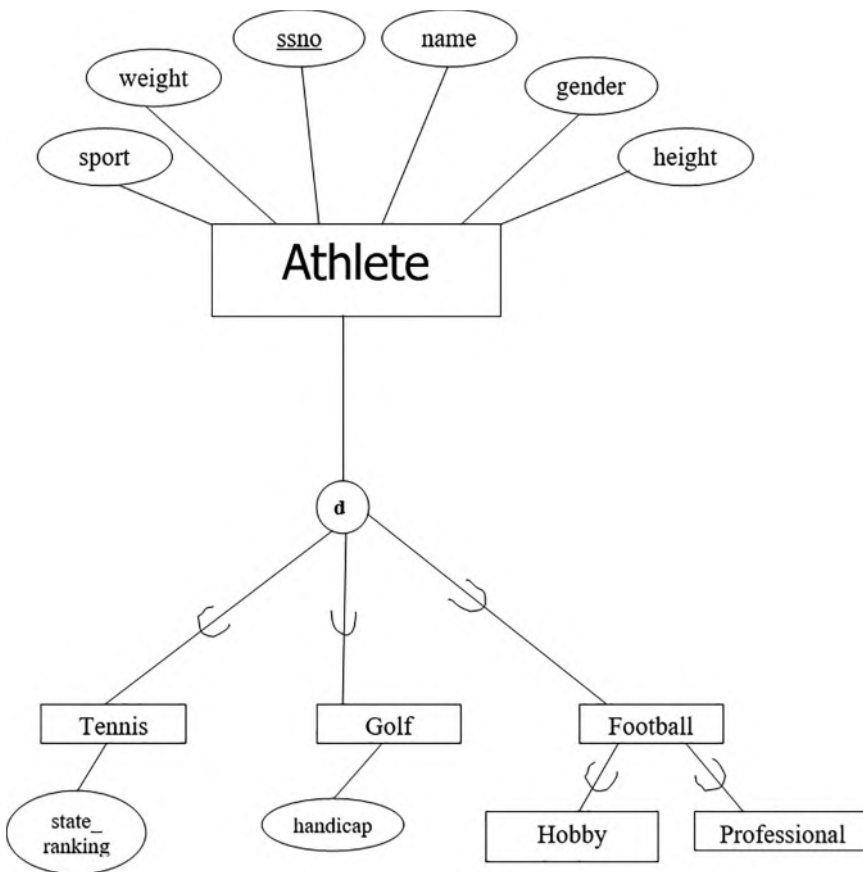 ssno
name
weight
gender
sport
height
Athlete
d
Tennis
Golf
Football
state_
ranking
handicap
Hobby
Professional